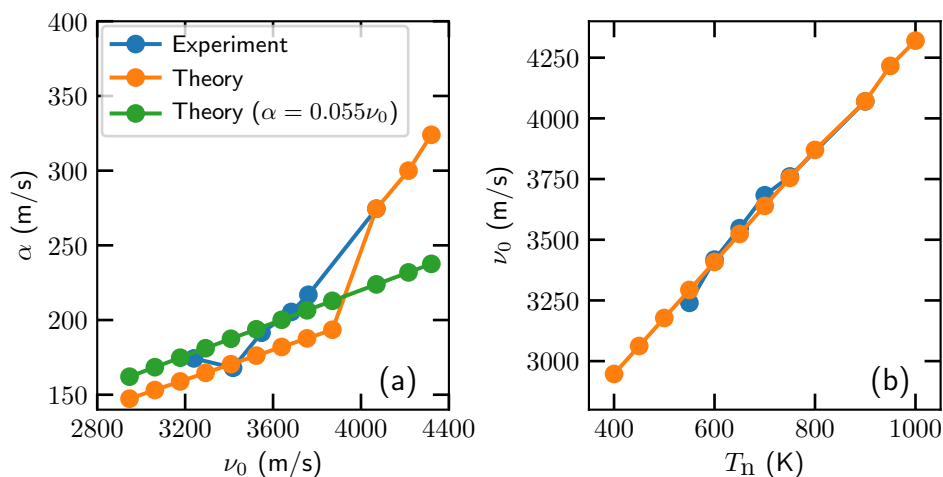 400
350
300
250
200
150
α (m/s)
Experiment
Theory
Theory (α = 0.055ν₀)
(a)
2800 3200 3600 4000 4400
ν₀ (m/s)
4250
4000
3750
3500
3250
3000
ν₀ (m/s)
(b)
400 600 800 1000
Tₙ (K)